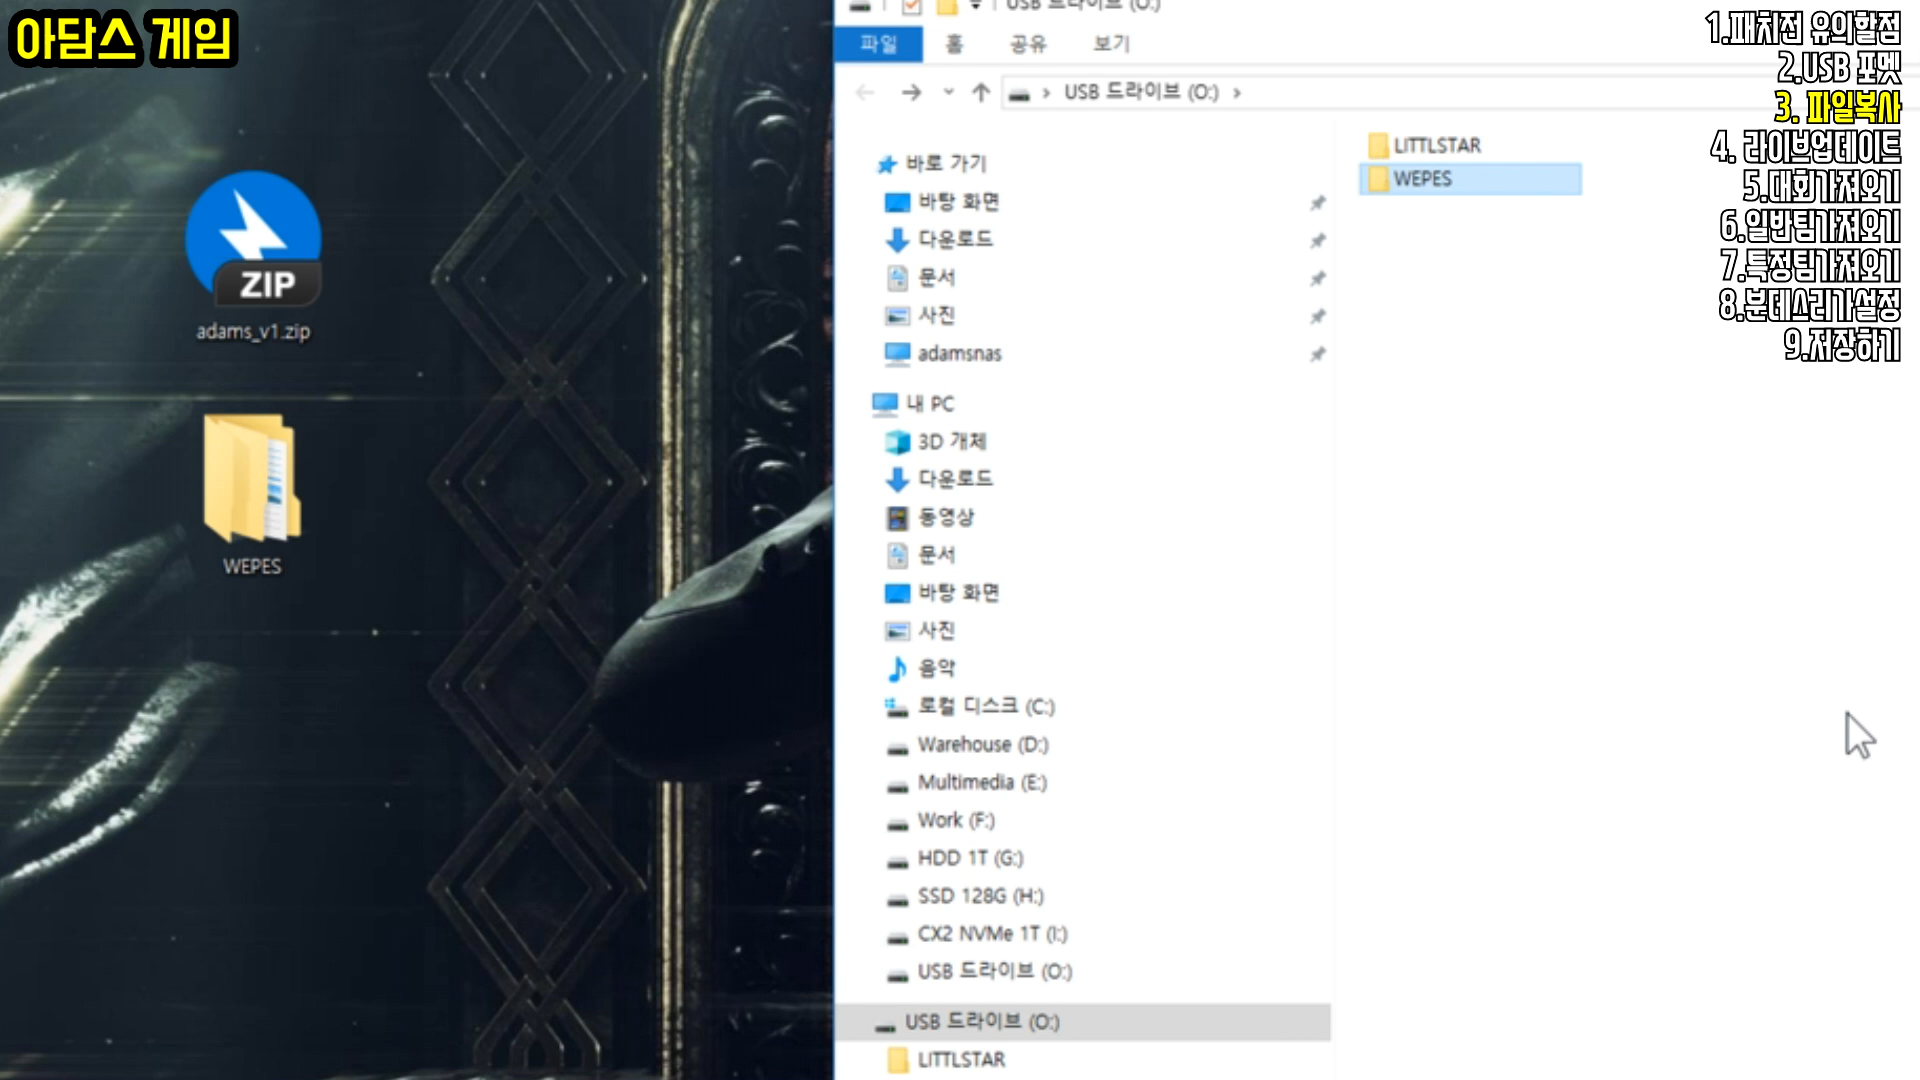 아담스 게임
ZIP
adams_v1.zip
WEPES
USB 드라이브 (O:)
파일
홈
공유
보기
USB 드라이브 (O:)
바로 가기
바탕 화면
다운로드
문서
사진
adamsnas
내 PC
3D 개체
다운로드
동영상
문서
바탕 화면
사진
음악
로컬 디스크 (C:)
Warehouse (D:)
Multimedia (E:)
Work (F:)
HDD 1T (G:)
SSD 128G (H:)
CX2 NVMe 1T (I:)
USB 드라이브 (O:)
USB 드라이브 (O:)
LITTLSTAR
LITTLSTAR
WEPES
1.패치전 유의할점
2.USB 포멧
3. 파일복사
4. 라이브업데이트
5.대회가져오기
6.일반팀가져오기
7.특정팀가져오기
8.분데스리가설정
9.저장하기